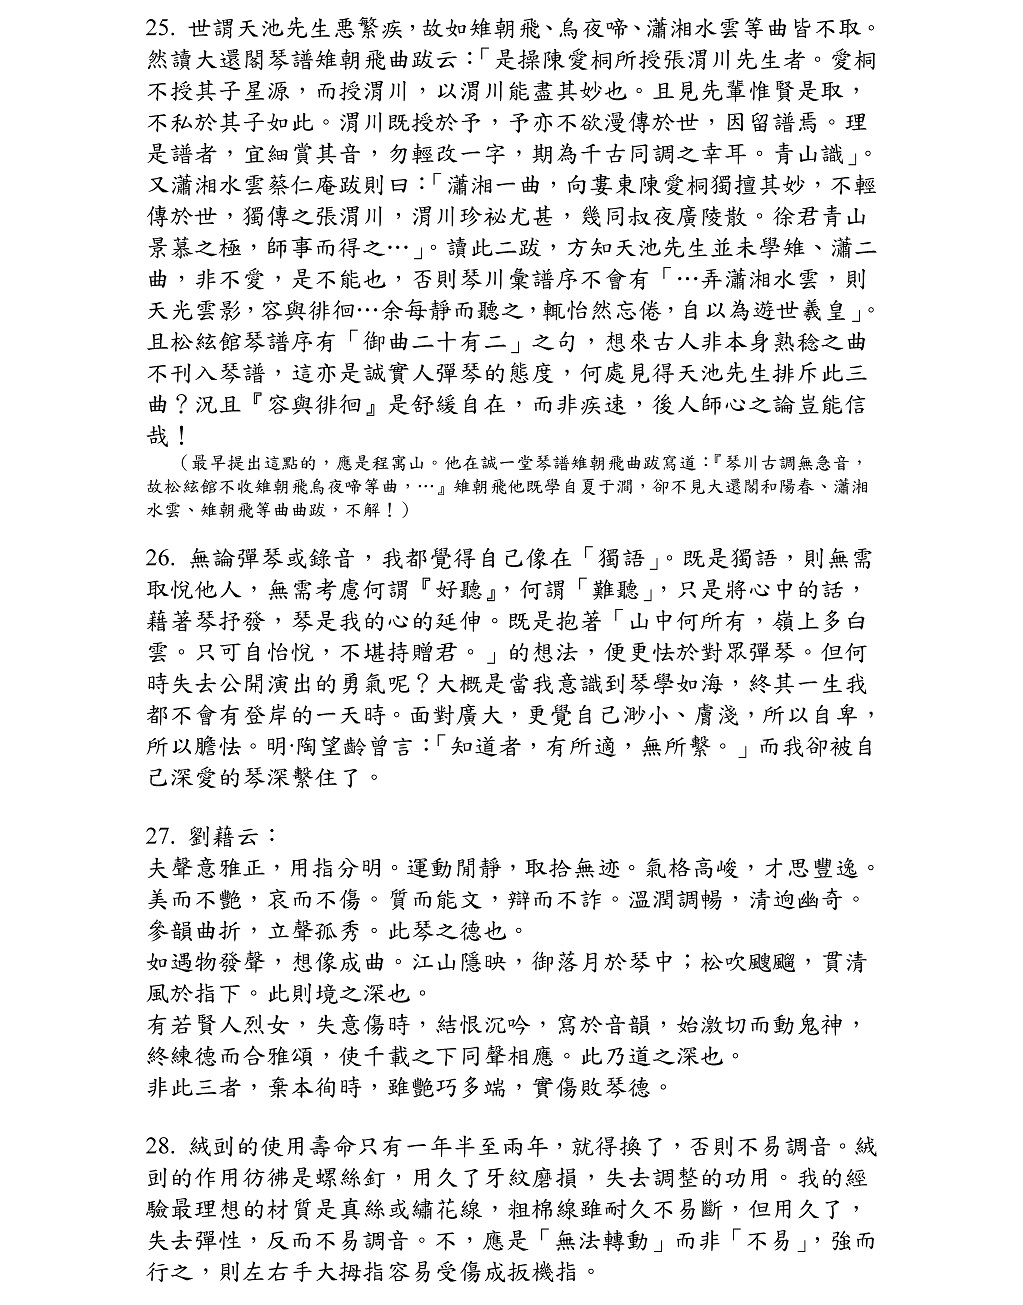 25. 世謂天池先生悪繁疾，故如雉朝飛、烏夜啼、瀟湘水雲等曲皆不取。
然讀大還閣琴譜雉朝飛曲跋云：「是操陳愛桐所授張渭川先生者。愛桐
不授其子星源，而授渭川，以渭川能盡其妙也。且見先輩惟賢是取，
不私於其子如此。渭川既授於予，予亦不欲漫傳於世，因留譜焉。理
是譜者，宜細賞其音，勿輕改一字，期為千古同調之幸耳。青山識」。
又瀟湘水雲蔡仁庵跋則曰：「瀟湘一曲，向婁東陳愛桐獨擅其妙，不輕
傳於世，獨傳之張渭川，渭川珍祕尤甚，幾同叔夜廣陵散。徐君青山
景慕之極，師事而得之…」。讀此二跋，方知天池先生並未學雉、瀟二
曲，非不愛，是不能也，否則琴川彙譜序不會有「…弄瀟湘水雲，則
天光雲影，容與徘徊…余每靜而聽之，輒怡然忘倦，自以為遊世羲皇」。
且松絃館琴譜序有「御曲二十有二」之句，想來古人非本身熟稔之曲
不刊入琴譜，這亦是誠實人彈琴的態度，何處見得天池先生排斥此三
曲？況且『容與徘徊』是舒緩自在，而非疾速，後人師心之論豈能信
哉！
（最早提出這點的，應是程寓山。他在誠一堂琴譜雉朝飛曲跋寫道：『琴川古調無急音，
故松絃館不收雉朝飛烏夜啼等曲，…』雉朝飛他既學自夏于澗，卻不見大還閣和陽春、瀟湘
水雲、雉朝飛等曲曲跋，不解！）
26. 無論彈琴或錄音，我都覺得自己像在「獨語」。既是獨語，則無需
取悅他人，無需考慮何謂『好聽』，何謂「難聽」，只是將心中的話，
藉著琴抒發，琴是我的心的延伸。既是抱著「山中何所有，嶺上多白
雲。只可自怡悅，不堪持贈君。」的想法，便更怯於對眾彈琴。但何
時失去公開演出的勇氣呢？大概是當我意識到琴學如海，終其一生我
都不會有登岸的一天時。面對廣大，更覺自己渺小、膚淺，所以自卑，
所以膽怯。明·陶望齡曾言：「知道者，有所適，無所繫。」而我卻被自
己深愛的琴深繫住了。
27. 劉藉云：
夫聲意雅正，用指分明。運動閒靜，取拾無迹。氣格高峻，才思豐逸。
美而不艷，哀而不傷。質而能文，辯而不詐。溫潤調暢，清逈幽奇。
參韻曲折，立聲孤秀。此琴之德也。
如遇物發聲，想像成曲。江山隱映，御落月於琴中；松吹颼飀，貫清
風於指下。此則境之深也。
有若賢人烈女，失意傷時，結恨沉吟，寫於音韻，始激切而動鬼神，
終練德而合雅頌，使千載之下同聲相應。此乃道之深也。
非此三者，棄本徇時，雖艷巧多端，實傷敗琴德。
28. 絨剅的使用壽命只有一年半至兩年，就得換了，否則不易調音。絨
剅的作用彷彿是螺絲釘，用久了牙紋磨損，失去調整的功用。我的經
驗最理想的材質是真絲或繡花線，粗棉線雖耐久不易斷，但用久了，
失去彈性，反而不易調音。不，應是「無法轉動」而非「不易」，強而
行之，則左右手大拇指容易受傷成扳機指。